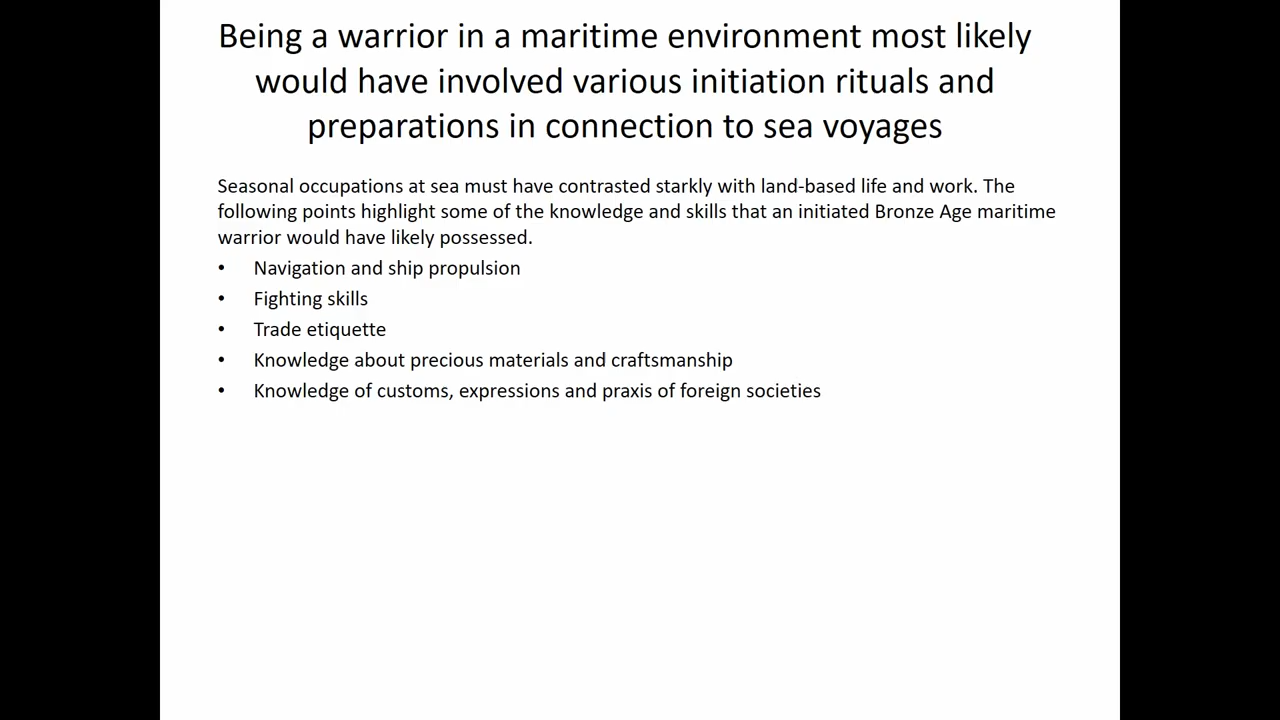 Being a warrior in a maritime environment most likely
would have involved various initiation rituals and
preparations in connection to sea voyages
Seasonal occupations at sea must have contrasted starkly with land-based life and work. The
following points highlight some of the knowledge and skills that an initiated Bronze Age maritime
warrior would have likely possessed.
• Navigation and ship propulsion
• Fighting skills
• Trade etiquette
• Knowledge about precious materials and craftsmanship
• Knowledge of customs, expressions and praxis of foreign societies